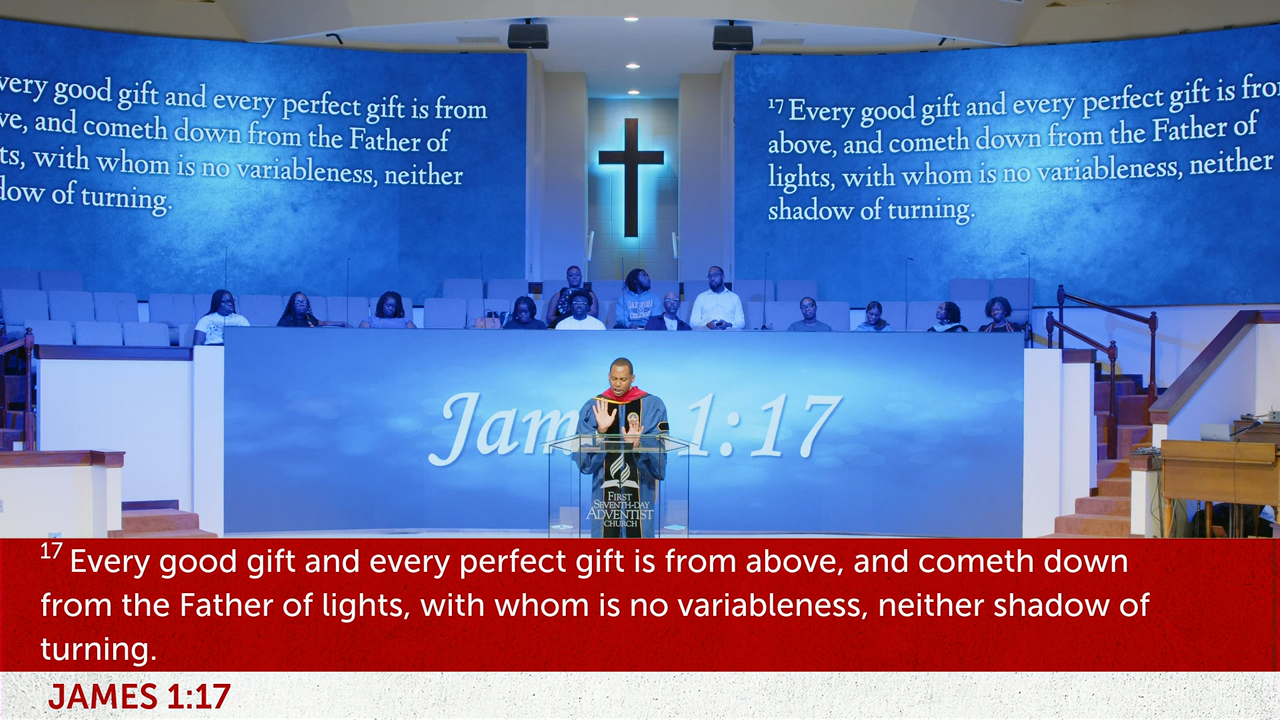 very good gift and every perfect gift is from
ve, and cometh down from the Father of
ts, with whom is no variableness, neither
dow of turning.
17 Every good gift and every perfect gift is fro
above, and cometh down from the Father of
lights, with whom is no variableness, neither
shadow of turning.
Jam 1:17
FIRST
SEVENTH-DAY
ADVENTIST
CHURCH
17 Every good gift and every perfect gift is from above, and cometh down
from the Father of lights, with whom is no variableness, neither shadow of
turning.
JAMES 1:17